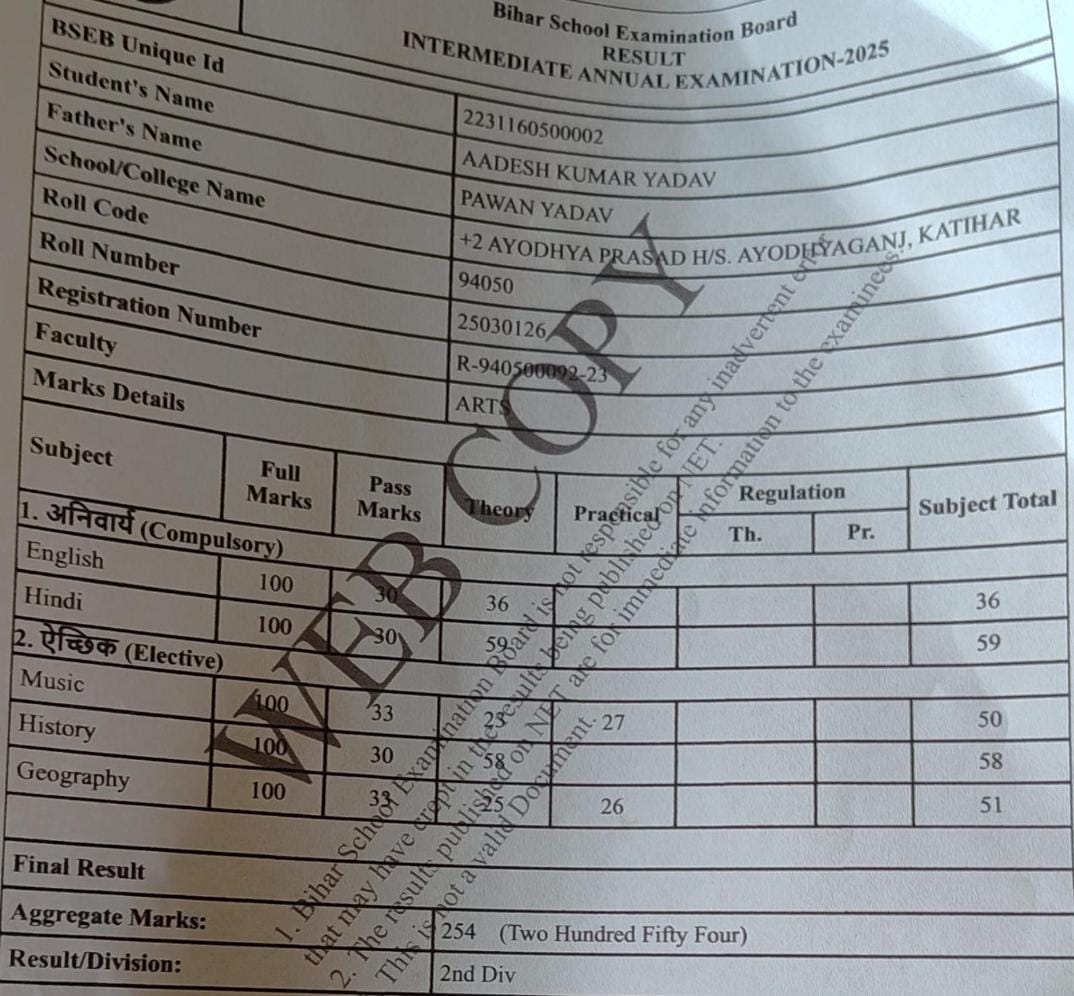 Bihar School Examination Board
RESULT
INTERMEDIATE ANNUAL EXAMINATION-2025
BSEB Unique Id 2231160500002
Student's Name AADESH KUMAR YADAV
Father's Name PAWAN YADAV
School/College Name +2 AYODHYA PRASAD H/S. AYODHYAGANJ, KATIHAR
Roll Code 94050
Roll Number 25030126
Registration Number R-940500092-23
Faculty ARTS
Marks Details
Subject Full Marks Pass Marks Theory Practical Regulation Th. Pr. Subject Total
1. अनिवार्य (Compulsory)
English 100 30 36 36
Hindi 100 30 59 59
2. ऐच्छिक (Elective)
Music 100 33 23 27 50
History 100 30 58 58
Geography 100 33 25 26 51
Final Result
Aggregate Marks: 254 (Two Hundred Fifty Four)
Result/Division: 2nd Div
WEB COPY
1. Bihar School Examination Board is not responsible for any inadvertent error
that may have crept in the results being published on NET.
2. The results published on NET are for immediate information to the examinees.
This is not a valid Document.